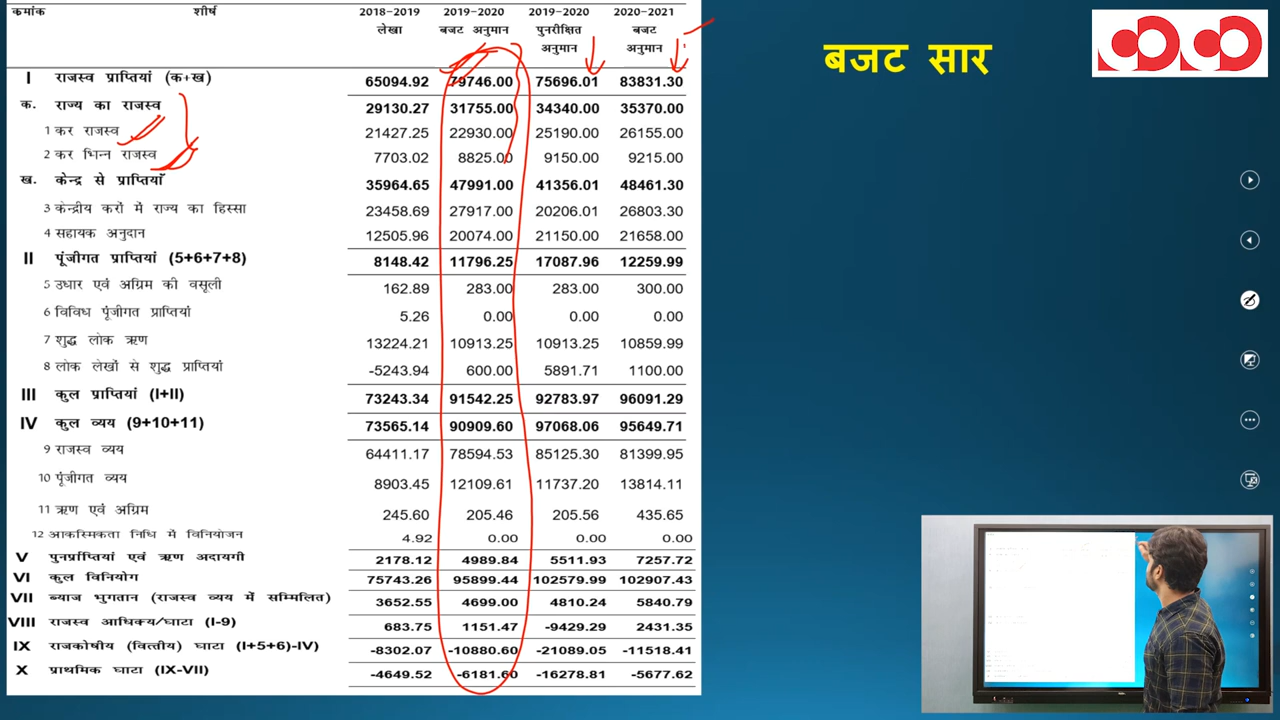 क्रमांक शीर्ष 2018-2019 2019-2020 2019-2020 2020-2021
लेखा बजट अनुमान पुनरीक्षित बजट
अनुमान अनुमान
बजट सार
I राजस्व प्राप्तियां (क+ख) 65094.92 79746.00 75696.01 83831.30
क. राज्य का राजस्व 29130.27 31755.00 34340.00 35370.00
1 कर राजस्व 21427.25 22930.00 25190.00 26155.00
2 कर भिन्न राजस्व 7703.02 8825.00 9150.00 9215.00
ख. केन्द्र से प्राप्तियाँ 35964.65 47991.00 41356.01 48461.30
3 केन्द्रीय करों में राज्य का हिस्सा 23458.69 27917.00 20206.01 26803.30
4 सहायक अनुदान 12505.96 20074.00 21150.00 21658.00
II पूंजीगत प्राप्तियां (5+6+7+8) 8148.42 11796.25 17087.96 12259.99
5 उधार एवं अग्रिम की वसूली 162.89 283.00 283.00 300.00
6 विविध पूंजीगत प्राप्तियां 5.26 0.00 0.00 0.00
7 शुद्ध लोक ऋण 13224.21 10913.25 10913.25 10859.99
8 लोक लेखों से शुद्ध प्राप्तियां -5243.94 600.00 5891.71 1100.00
III कुल प्राप्तियां (I+II) 73243.34 91542.25 92783.97 96091.29
IV कुल व्यय (9+10+11) 73565.14 90909.60 97068.06 95649.71
9 राजस्व व्यय 64411.17 78594.53 85125.30 81399.95
10 पूंजीगत व्यय 8903.45 12109.61 11737.20 13814.11
11 ऋण एवं अग्रिम 245.60 205.46 205.56 435.65
12 आकस्मिकता निधि में विनियोजन 4.92 0.00 0.00 0.00
V पुनर्प्राप्तियां एवं ऋण अदायगी 2178.12 4989.84 5511.93 7257.72
VI कुल विनियोग 75743.26 95899.44 102579.99 102907.43
VII ब्याज भुगतान (राजस्व व्यय में सम्मिलित) 3652.55 4699.00 4810.24 5840.79
VIII राजस्व आधिक्य/घाटा (I-9) 683.75 1151.47 -9429.29 2431.35
IX राजकोषीय (वित्तीय) घाटा (I+5+6)-IV) -8302.07 -10880.60 -21089.05 -11518.41
X प्राथमिक घाटा (IX-VII) -4649.52 -6181.60 -16278.81 -5677.62